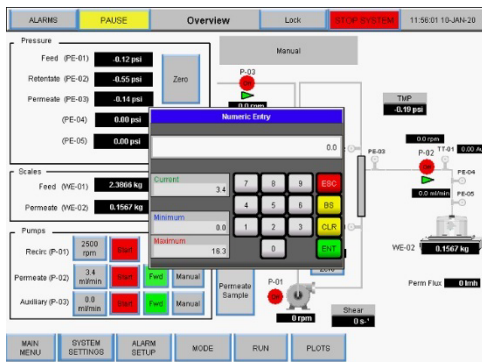 ALARMS PAUSE Overview Lock STOP SYSTEM 11:56:01 10-JAN-20
Pressure
Feed (PE-01) -0.12 psi
Retentate (PE-02) -0.55 psi
Permeate (PE-03) -0.14 psi
(PE-04) 0.00 psi
(PE-05) 0.00 psi
Zero
Manual
P-03
Off
0.0 rpm
TMP
-0.19 psi
Numeric Entry
0.0
Current
3.4
Minimum
0.0
Maximum
16.3
7 8 9 ESC
4 5 6 BS
1 2 3 CLR
0 ENT
PE-03
0.0 rpm
P-02
Off
TT-01 0.00 Au
PE-04
0.0 ml/min PE-05
Scales
Feed (WE-01) 2.3866 kg
Permeate (WE-02) 0.1567 kg
WE-02 0.1567 kg
Pumps
Recirc (P-01) 2500 rpm Start
Permeate (P-02) 3.4 ml/min Start Fwd Manual
Auxiliary (P-03) 0.0 ml/min Start Fwd Manual
Permeate Sample
Zero
P-01
Off
0 rpm
Shear
0 s-¹
Perm Flux 0 lmh
MAIN MENU SYSTEM SETTINGS ALARM SETUP MODE RUN PLOTS